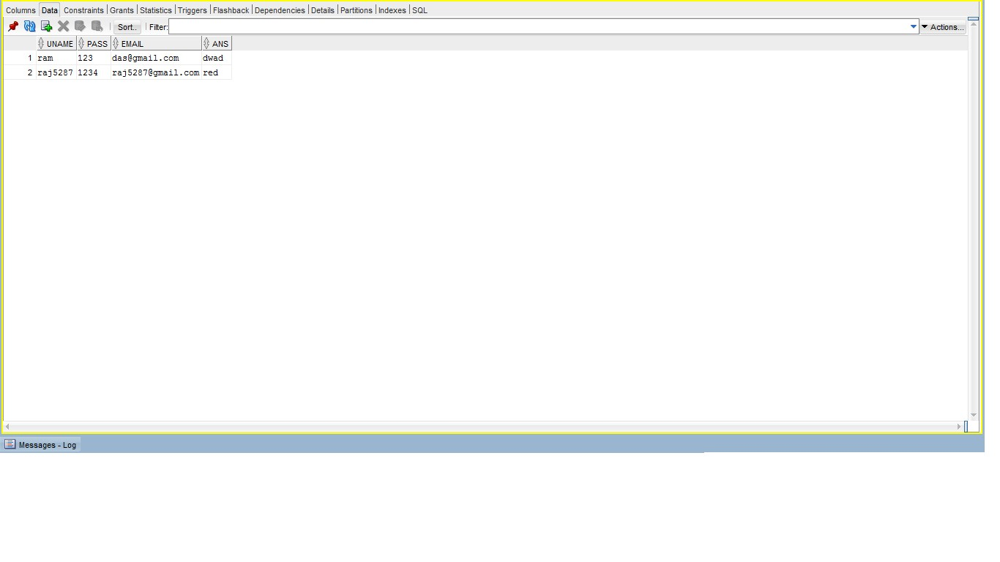 Columns Data Constraints Grants Statistics Triggers Flashback Dependencies Details Partitions Indexes SQL
Sort.. Filter: Actions...
UNAME PASS EMAIL ANS
1 ram 123 das@gmail.com dwad
2 raj5287 1234 raj5287@gmail.com red
Messages - Log